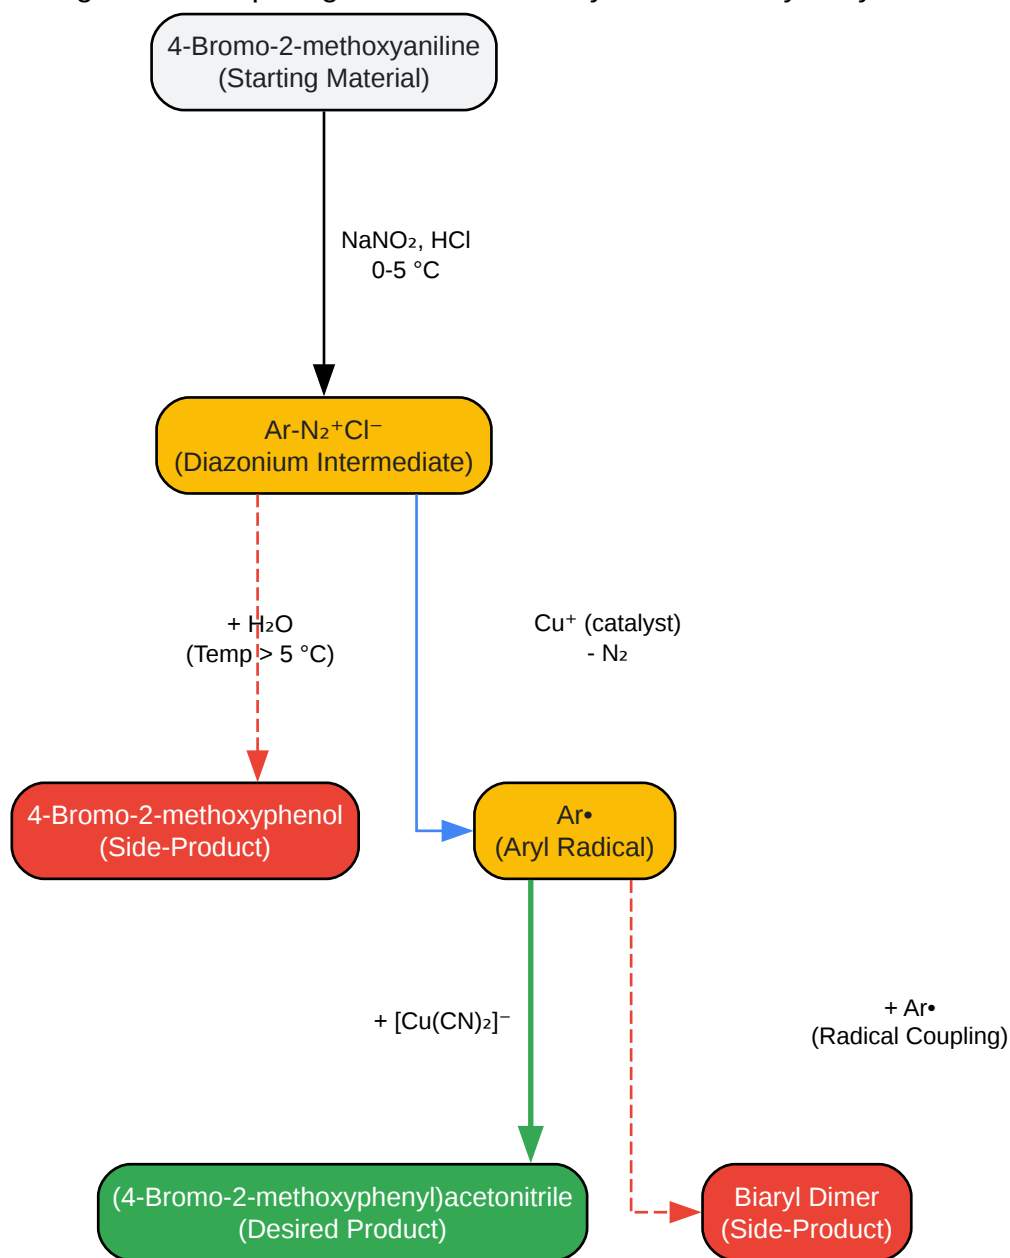 4-Bromo-2-methoxyaniline
(Starting Material)
NaNO₂, HCl
0-5 °C
Ar-N₂⁺Cl⁻
(Diazonium Intermediate)
+ H₂O
(Temp > 5 °C)
Cu⁺ (catalyst)
- N₂
4-Bromo-2-methoxyphenol
(Side-Product)
Ar•
(Aryl Radical)
+ [Cu(CN)₂]⁻
+ Ar•
(Radical Coupling)
(4-Bromo-2-methoxyphenyl)acetonitrile
(Desired Product)
Biaryl Dimer
(Side-Product)